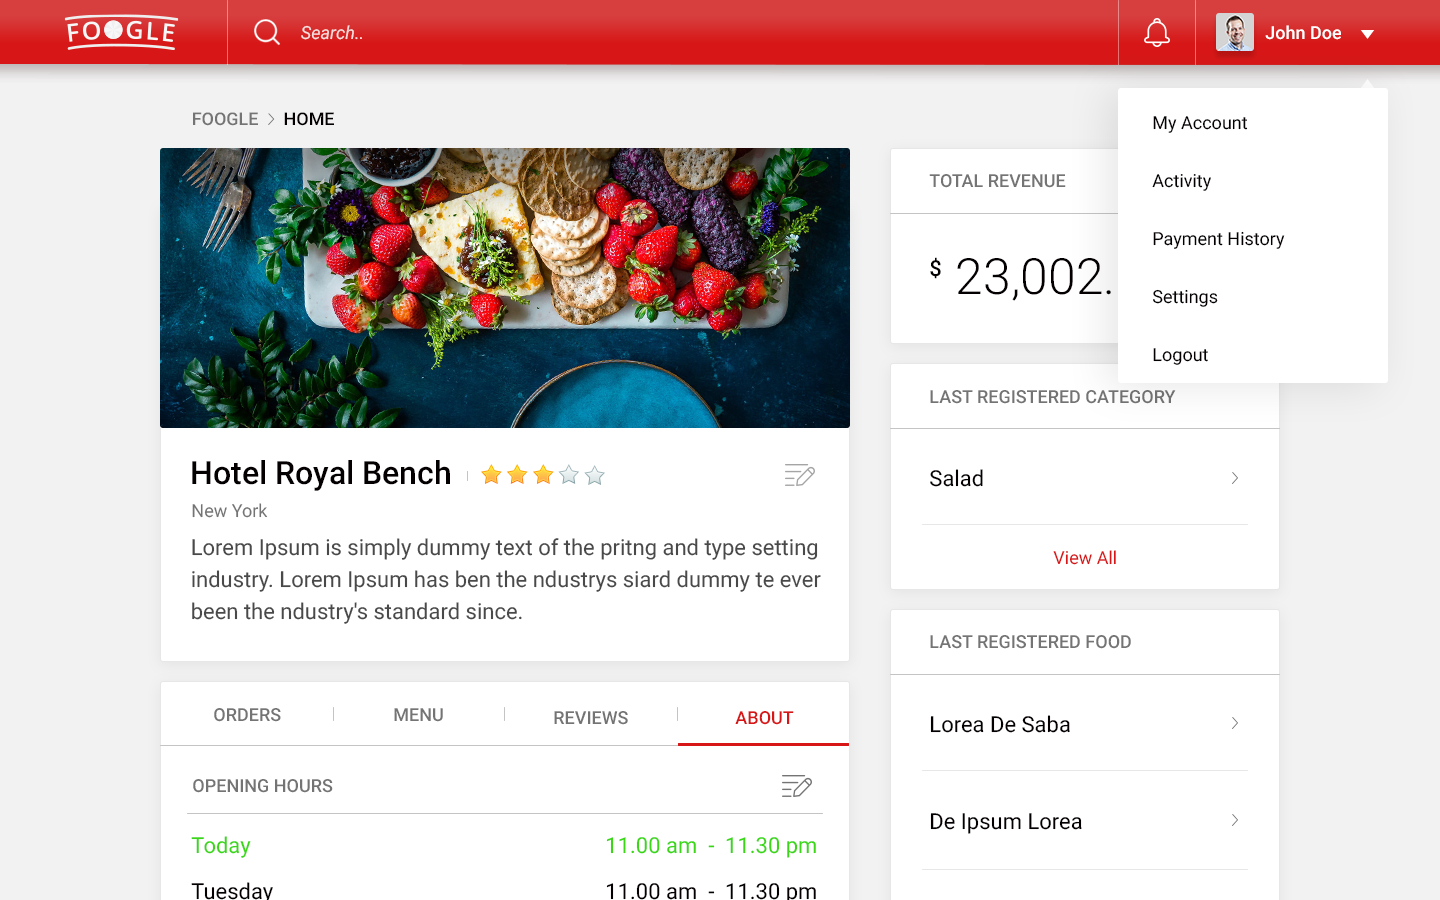 FOOGLE
Search..
John Doe
FOOGLE > HOME
My Account
Activity
Payment History
Settings
Logout
Hotel Royal Bench
New York
Lorem Ipsum is simply dummy text of the pritng and type setting
industry. Lorem Ipsum has ben the ndustrys siard dummy te ever
been the ndustry's standard since.
ORDERS
MENU
REVIEWS
ABOUT
OPENING HOURS
Today 11.00 am - 11.30 pm
Tuesday 11.00 am - 11.30 pm
TOTAL REVENUE
$ 23,002.
LAST REGISTERED CATEGORY
Salad
View All
LAST REGISTERED FOOD
Lorea De Saba
De Ipsum Lorea